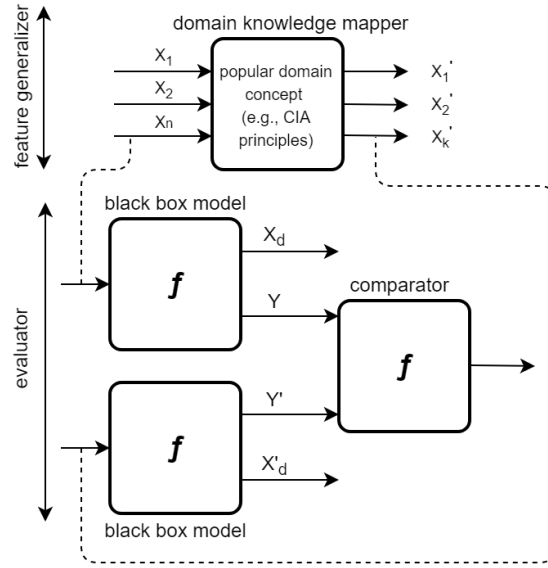 domain knowledge mapper
feature generalizer
X1
X2
Xn
popular domain
concept
(e.g., CIA
principles)
X1'
X2'
Xk'
evaluator
black box model
f
Xd
Y
comparator
f
Y'
f
X'd
black box model